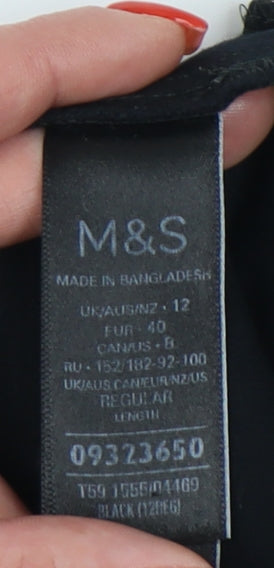 M&S
MADE IN BANGLADESH
UK/AUS/NZ • 12
EUR • 40
CAN/US • 8
RU • 152/182-92-100
UK/AUS CAN/EUR/NZ/US
REGULAR
LENGTH
09323650
T59 1555/04469
BLACK (12REG)